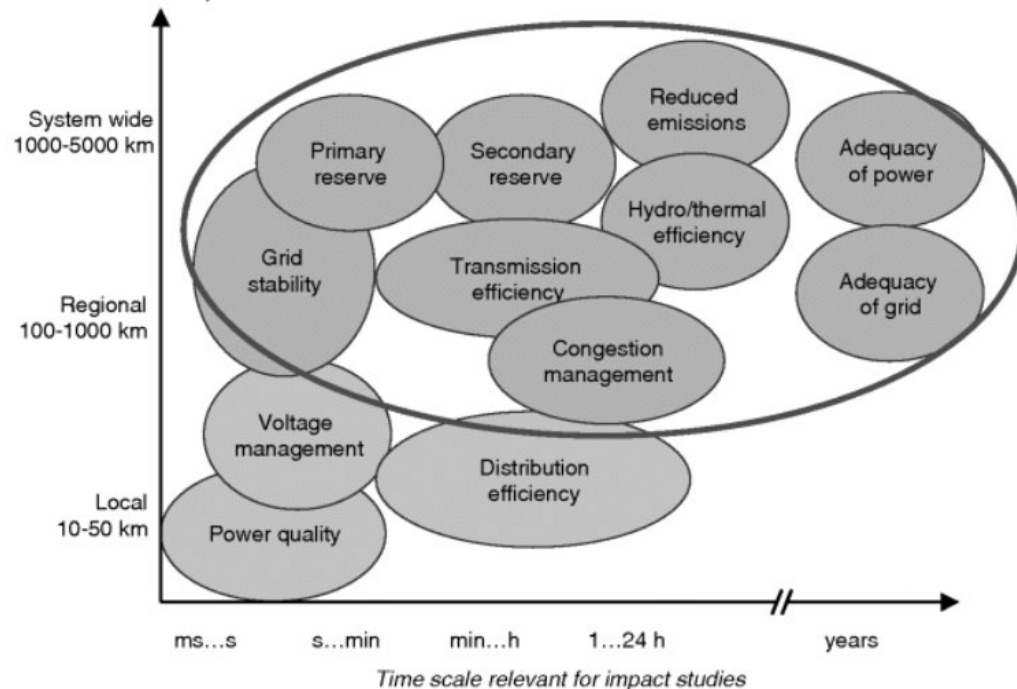 System wide
1000-5000 km
Regional
100-1000 km
Local
10-50 km
Primary
reserve
Secondary
reserve
Reduced
emissions
Adequacy
of power
Hydro/thermal
efficiency
Grid
stability
Transmission
efficiency
Adequacy
of grid
Congestion
management
Voltage
management
Distribution
efficiency
Power quality
ms...s
s...min
min...h
1...24 h
years
Time scale relevant for impact studies